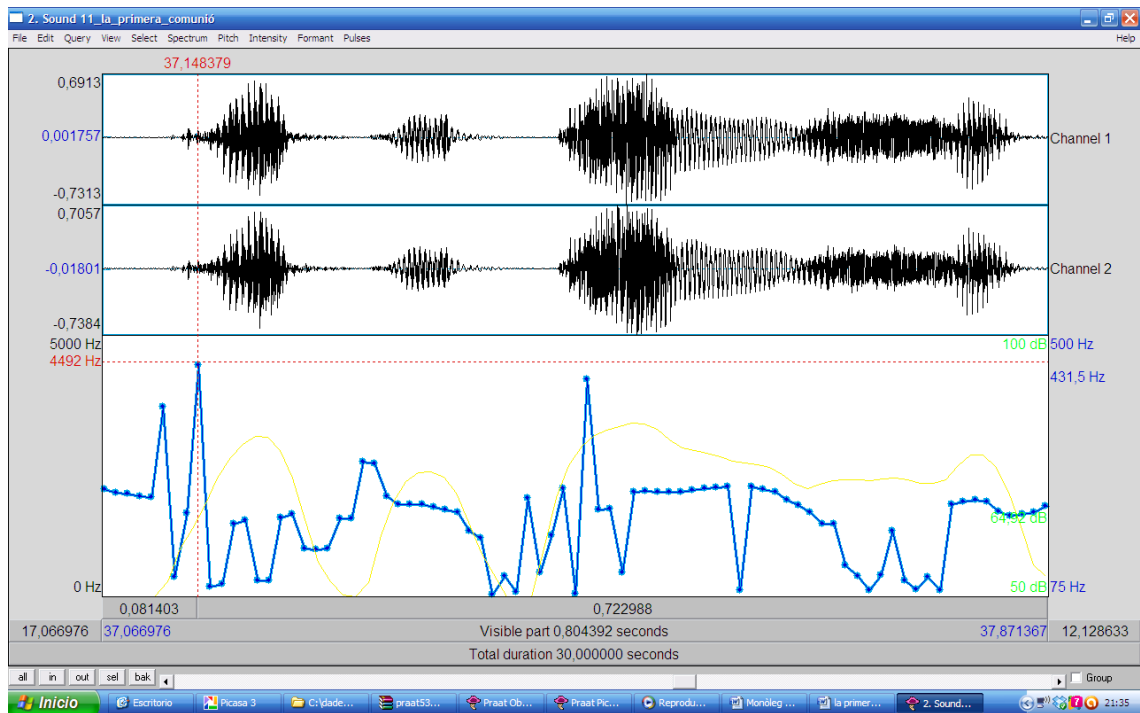 2. Sound 11_la_primera_comunió
File Edit Query View Select Spectrum Pitch Intensity Formant Pulses Help
37,148379
0,6913
0,001757
Channel 1
-0,7313
0,7057
-0,01801
Channel 2
-0,7384
5000 Hz 100 dB 500 Hz
4492 Hz
431,5 Hz
64,92 dB
0 Hz 50 dB 75 Hz
0,081403 0,722988
17,066976 37,066976 Visible part 0,804392 seconds 37,871367 12,128633
Total duration 30,000000 seconds
all in out sel bak Group
Inicio Escritorio Picasa 3 C:\dade... praat53... Praat Ob... Praat Pic... Reprodu... Monòleg ... la primer... 2. Sound... 21:35